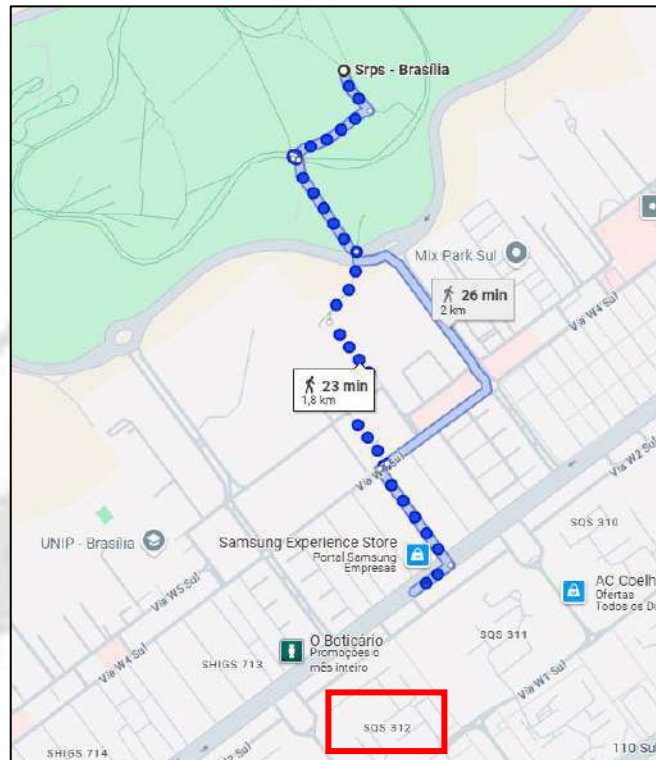 Srps - Brasília
Mix Park Sul
26 min
2 km
Via W4 Sul
23 min
1,8 km
Via W2 Sul
SQS 310
UNIP - Brasília
Samsung Experience Store
Portal Samsung
Empresas
AC Coelh
Ofertas
Todos os D
Via W5 Sul
O Boticário
Promoções o
mês inteiro
SQS 311
SHIGS 713
Via W4 Sul
Via W1 Sul
SQS 312
SHIGS 714
110 Sul